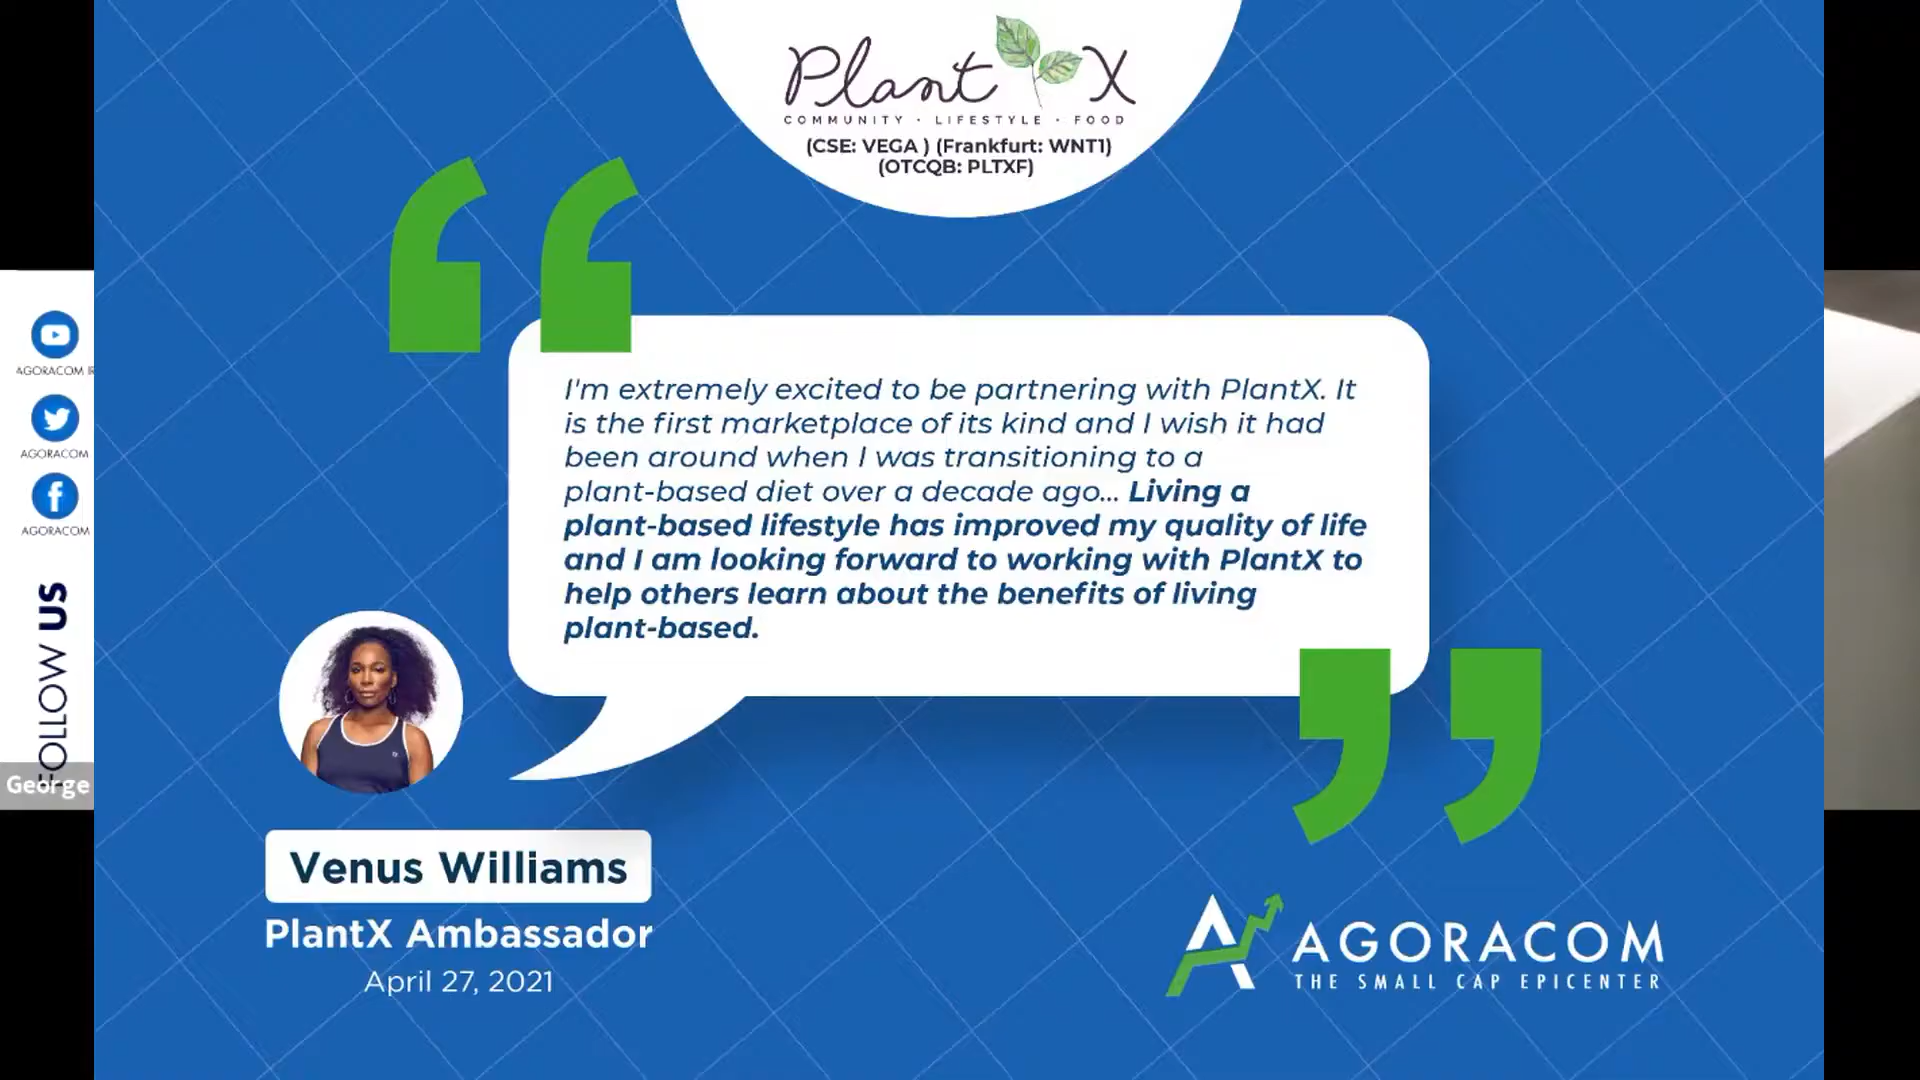 Plant X
COMMUNITY · LIFESTYLE · FOOD
(CSE: VEGA ) (Frankfurt: WNT1)
(OTCQB: PLTXF)
“
I'm extremely excited to be partnering with PlantX. It
is the first marketplace of its kind and I wish it had
been around when I was transitioning to a
plant-based diet over a decade ago... Living a
plant-based lifestyle has improved my quality of life
and I am looking forward to working with PlantX to
help others learn about the benefits of living
plant-based.
”
Venus Williams
PlantX Ambassador
April 27, 2021
AGORACOM
THE SMALL CAP EPICENTER
AGORACOM
AGORACOM
AGORACOM
FOLLOW US
George